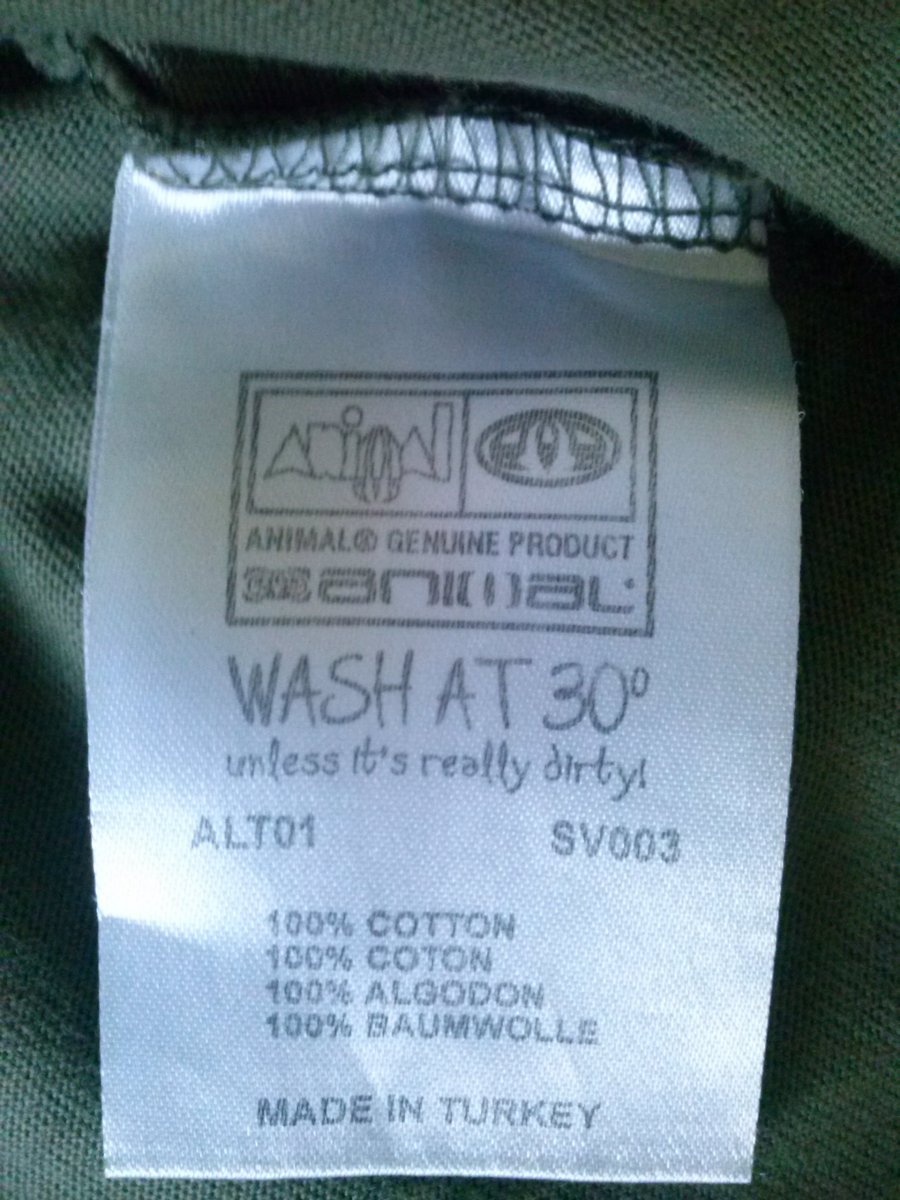 Animal
ANIMAL® GENUINE PRODUCT
animal
WASH AT 30°
unless it's really dirty!
ALT01 SV003
100% COTTON
100% COTON
100% ALGODON
100% BAUMWOLLE
MADE IN TURKEY